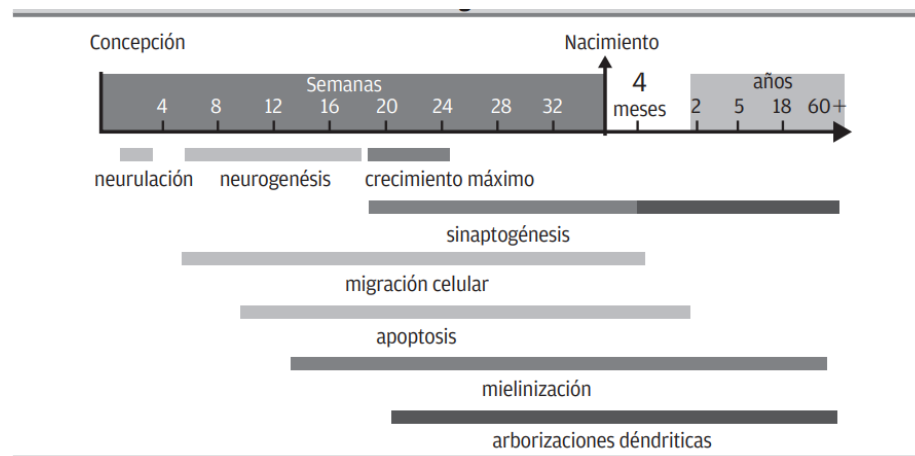 Concepción
Nacimiento
Semanas
4 8 12 16 20 24 28 32
4
meses
años
2 5 18 60+
neurulación neurogenésis crecimiento máximo
sinaptogénesis
migración celular
apoptosis
mielinización
arborizaciones déndriticas